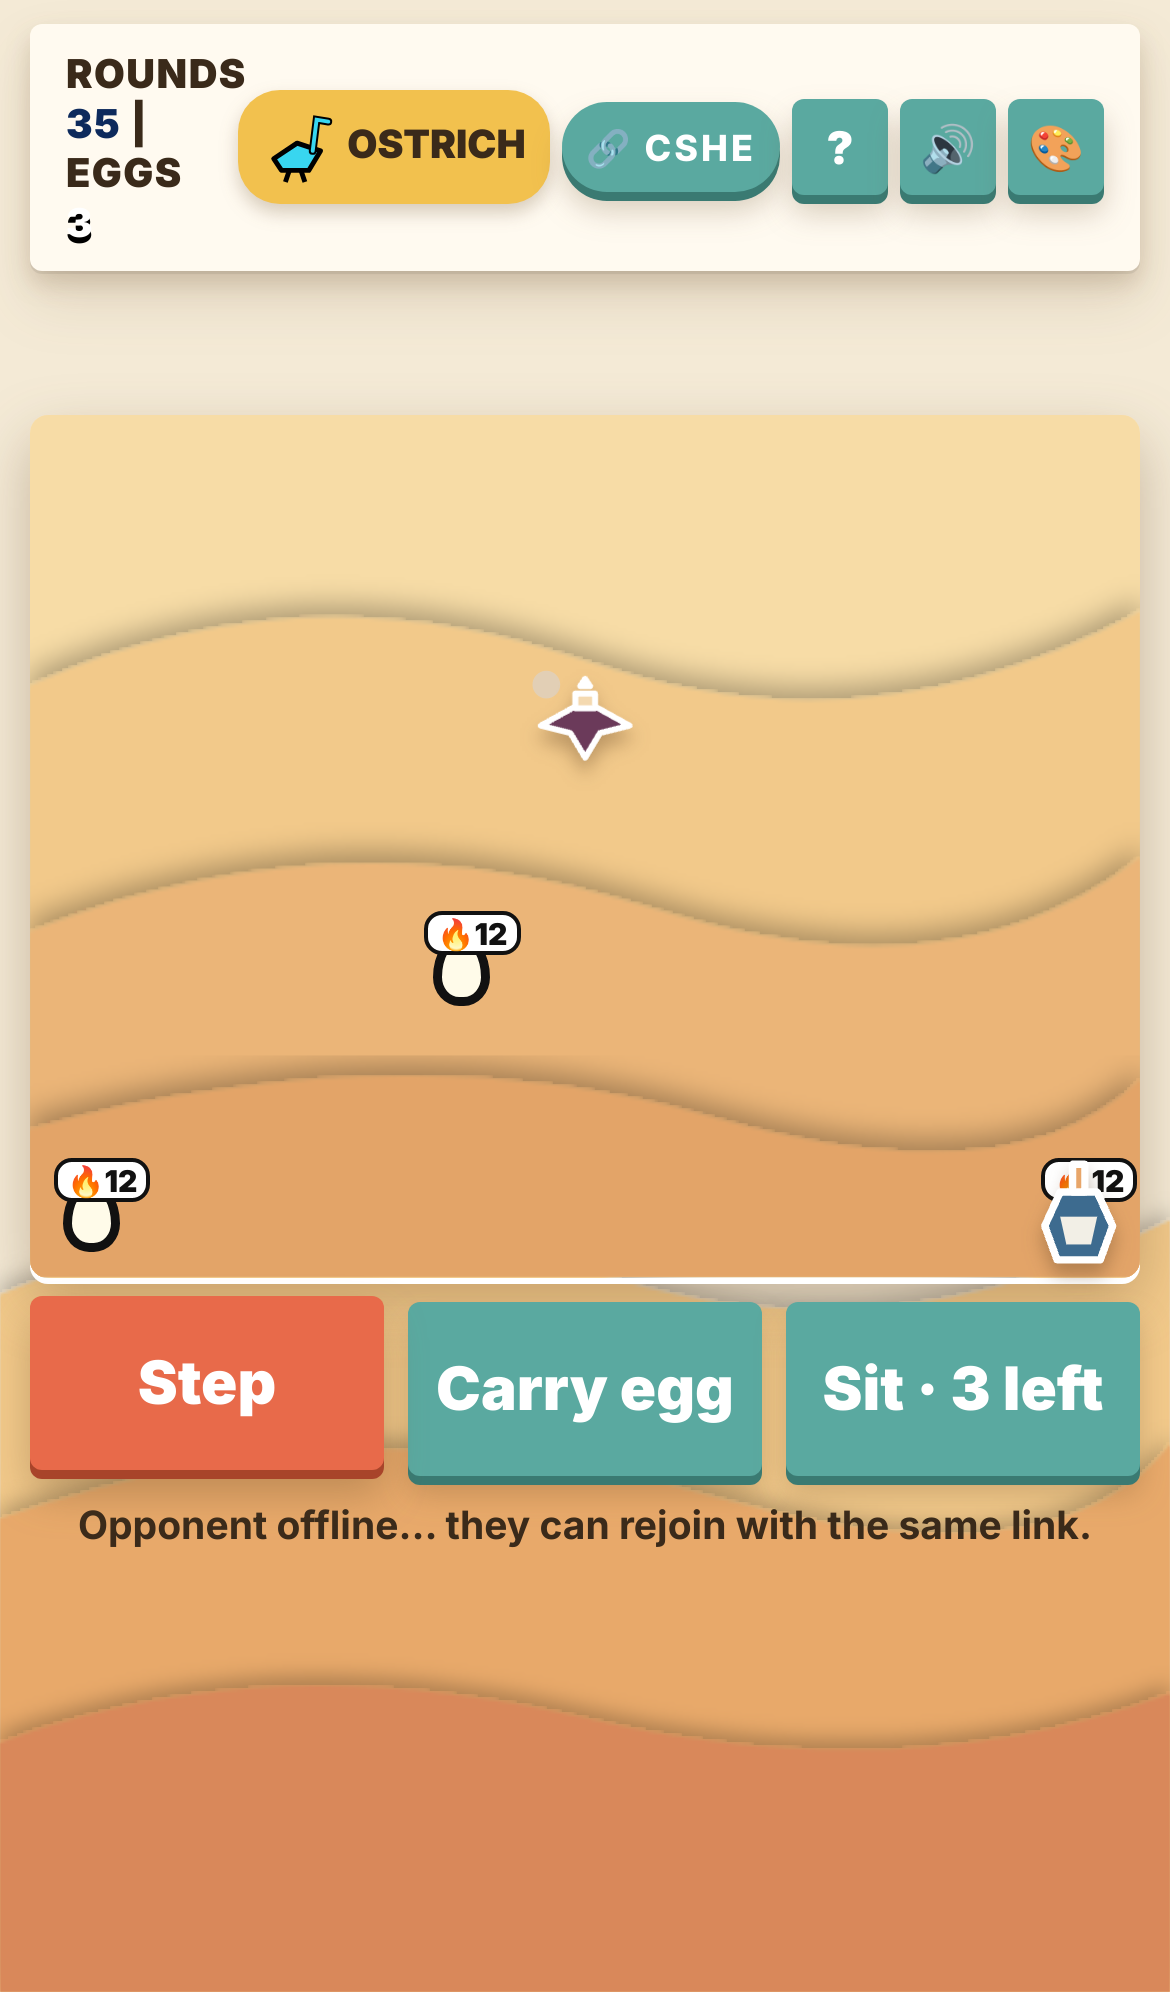 ROUNDS
35 |
EGGS
3
OSTRICH
CSHE
?
12
12
12
Step
Carry egg
Sit · 3 left
Opponent offline... they can rejoin with the same link.